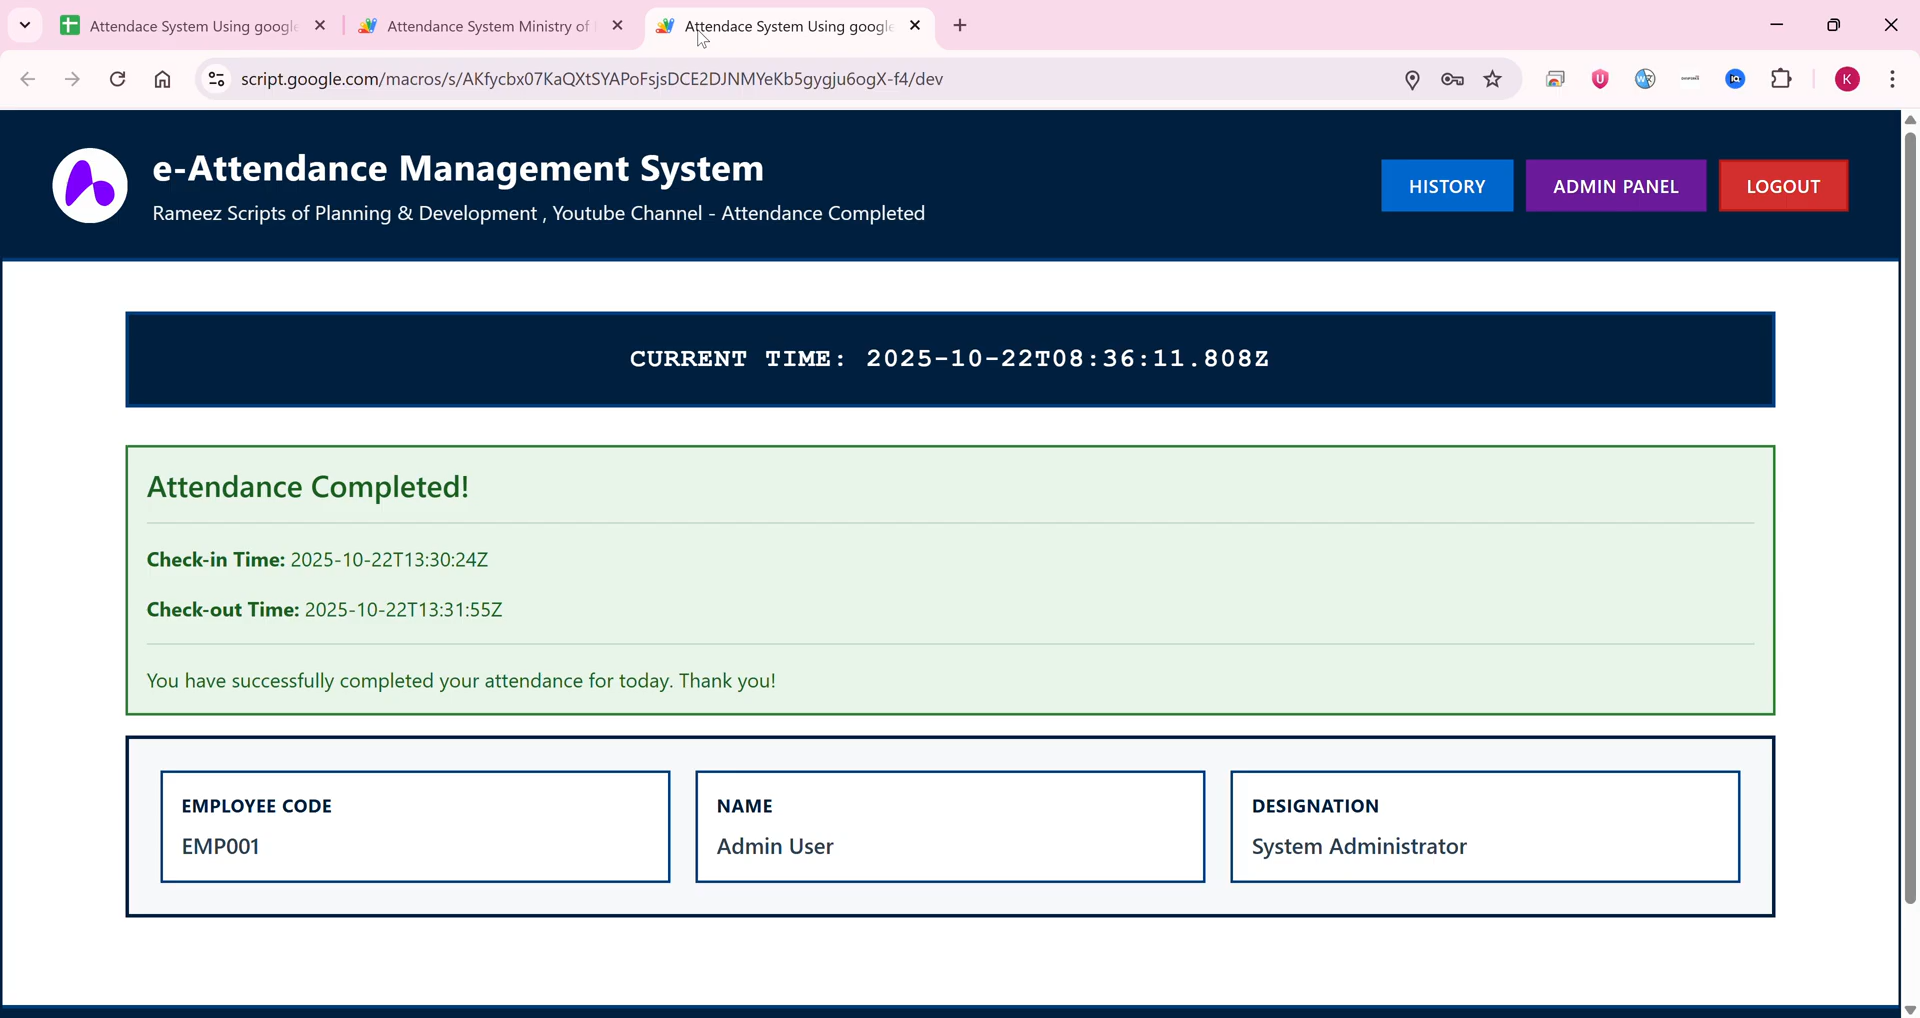 Attendace System Using google
Attendance System Ministry of
Attendace System Using google
script.google.com/macros/s/AKfycbx07KaQXtSYAPoFsjsDCE2DJNMYeKb5gygju6ogX-f4/dev
K
e-Attendance Management System
Rameez Scripts of Planning & Development , Youtube Channel - Attendance Completed
HISTORY
ADMIN PANEL
LOGOUT
CURRENT TIME: 2025-10-22T08:36:11.808Z
Attendance Completed!
Check-in Time: 2025-10-22T13:30:24Z
Check-out Time: 2025-10-22T13:31:55Z
You have successfully completed your attendance for today. Thank you!
EMPLOYEE CODE
EMP001
NAME
Admin User
DESIGNATION
System Administrator